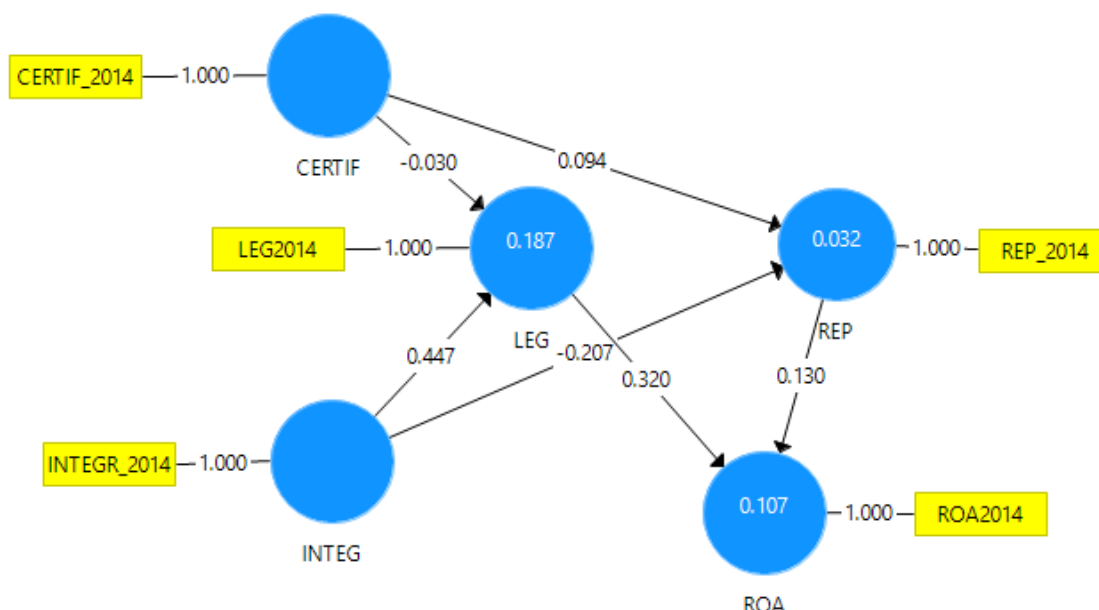 CERTIF_2014
1.000
CERTIF
-0.030
0.094
LEG2014
1.000
0.187
LEG
0.032
REP
1.000
REP_2014
0.447
-0.207
0.320
0.130
INTEGR_2014
1.000
INTEG
0.107
ROA
1.000
ROA2014